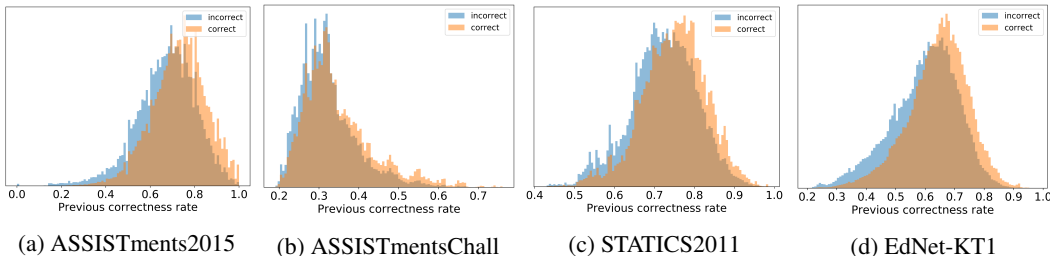 incorrect
correct
0.0 0.2 0.4 0.6 0.8 1.0
Previous correctness rate
(a) ASSISTments2015
incorrect
correct
0.2 0.3 0.4 0.5 0.6 0.7
Previous correctness rate
(b) ASSISTmentsChall
incorrect
correct
0.4 0.5 0.6 0.7 0.8 0.9 1.0
Previous correctness rate
(c) STATICS2011
incorrect
correct
0.2 0.3 0.4 0.5 0.6 0.7 0.8 0.9 1.0
Previous correctness rate
(d) EdNet-KT1